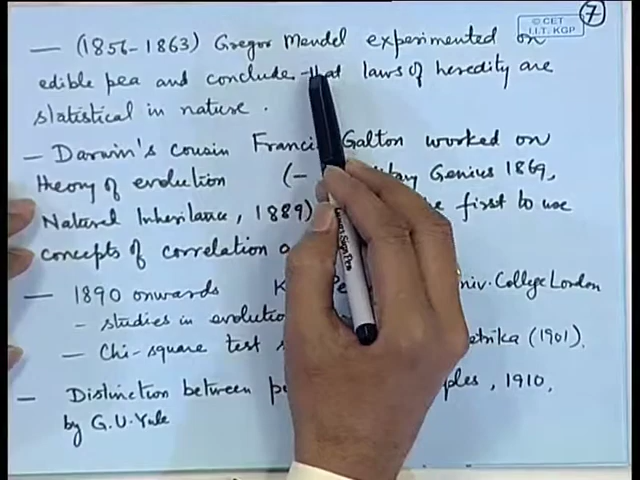 © CET
I.I.T. KGP
7
— (1856-1863) Gregor Mendel experimented on
edible pea and conclude that laws of heredity are
statistical in nature.
— Darwin's cousin Francis Galton worked on
theory of evolution (- Genius 1869,
Natural Inheritance, 1889) first to use
concepts of correlation
— 1890 onwards Univ. College London
- studies in evolution
— Chi-square test (1901).
— Distinction between , 1910,
by G.U. Yule